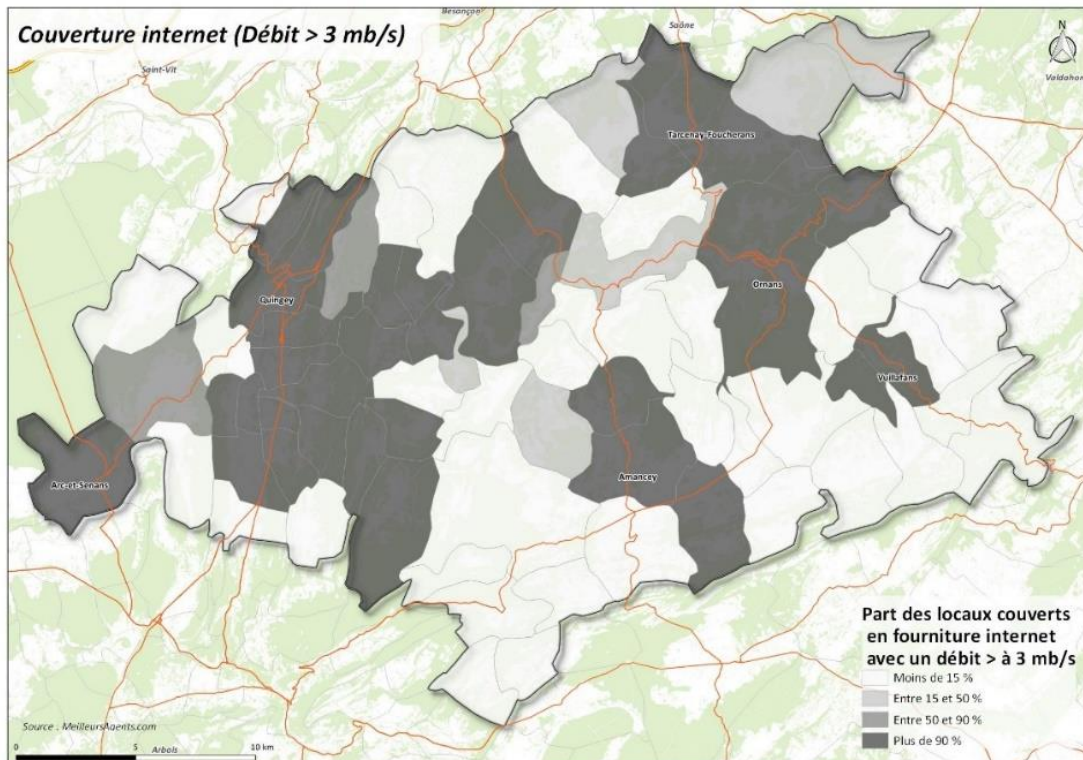 Couverture internet (Débit > 3 mb/s)
Besançon
Saône
N
Saint-Vit
Valdahon
Tarcenay-Foucherans
Quingey
Ornans
Vuillafans
Arc-et-Senans
Amancey
Part des locaux couverts
en fourniture internet
avec un débit > à 3 mb/s
Moins de 15 %
Entre 15 et 50 %
Entre 50 et 90 %
Plus de 90 %
Source : MeilleursAgents.com
0 5 10 km
Arbois